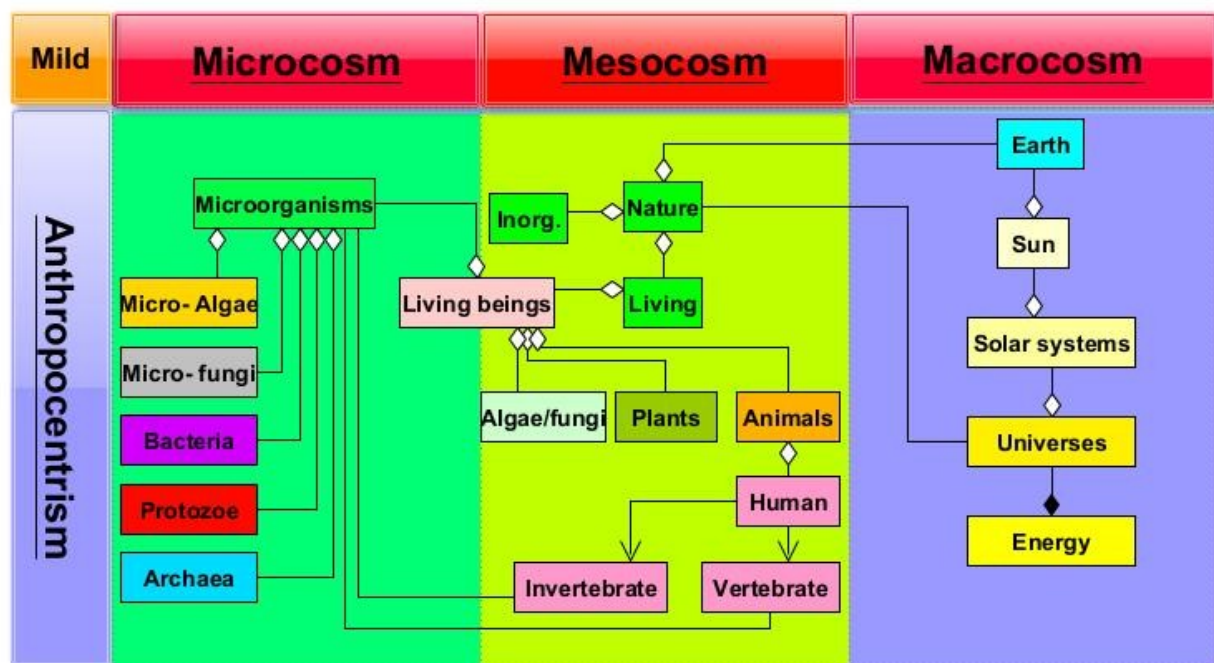 Mild
Microcosm
Mesocosm
Macrocosm
Anthropocentrism
Earth
Microorganisms
Inorg.
Nature
Sun
Micro- Algae
Living beings
Living
Solar systems
Micro- fungi
Algae/fungi
Plants
Animals
Universes
Bacteria
Protozoe
Human
Energy
Archaea
Invertebrate
Vertebrate